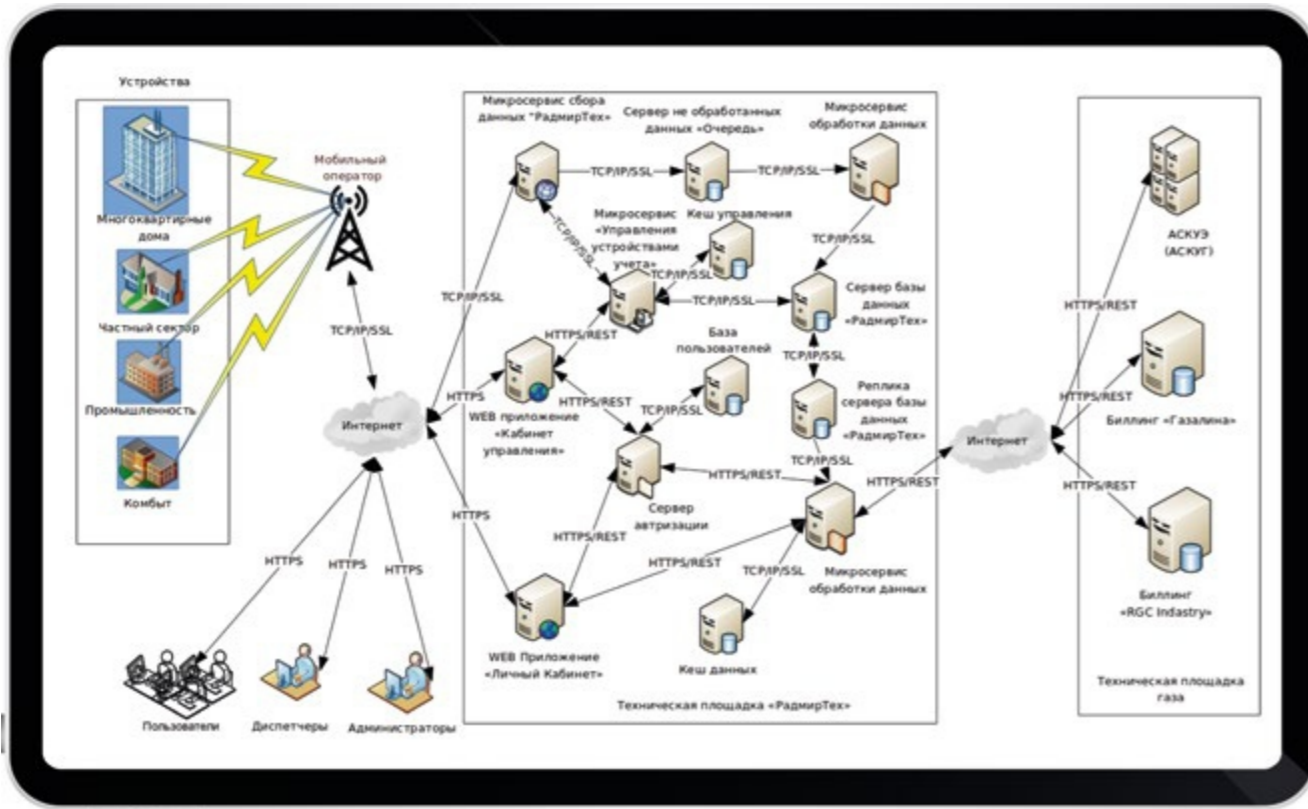 Устройства
Многоквартирные
дома
Частный сектор
Промышленность
Комбыт
Мобильный
оператор
TCP/IP/SSL
Интернет
HTTPS
HTTPS
HTTPS
Пользователи
Диспетчеры
Администраторы
TCP/IP/SSL
HTTPS
HTTPS
Микросервис сбора
данных "РадмирТех"
Сервер не обработанных
данных «Очередь»
Микросервис
обработки данных
TCP/IP/SSL
TCP/IP/SSL
Микросервис
«Управления
устройствами
учета»
Кеш управления
TCP/IP/SSL
TCP/IP/SSL
TCP/IP/SSL
TCP/IP/SSL
Сервер базы
данных
«РадмирТех»
HTTPS/REST
База
пользователей
TCP/IP/SSL
WEB приложение
«Кабинет
управления»
HTTPS/REST
TCP/IP/SSL
Реплика
сервера базы
данных
«РадмирТех»
TCP/IP/SSL
HTTPS/REST
Сервер
автризации
HTTPS/REST
HTTPS/REST
HTTPS/REST
TCP/IP/SSL
Микросервис
обработки данных
WEB Приложение
«Личный Кабинет»
Кеш данных
Техническая площадка «РадмирТех»
Интернет
HTTPS/REST
HTTPS/REST
HTTPS/REST
АСКУЭ
(АСКУГ)
Биллинг «Газалина»
Биллинг
«RGC Indastry»
Техническая площадка
газа